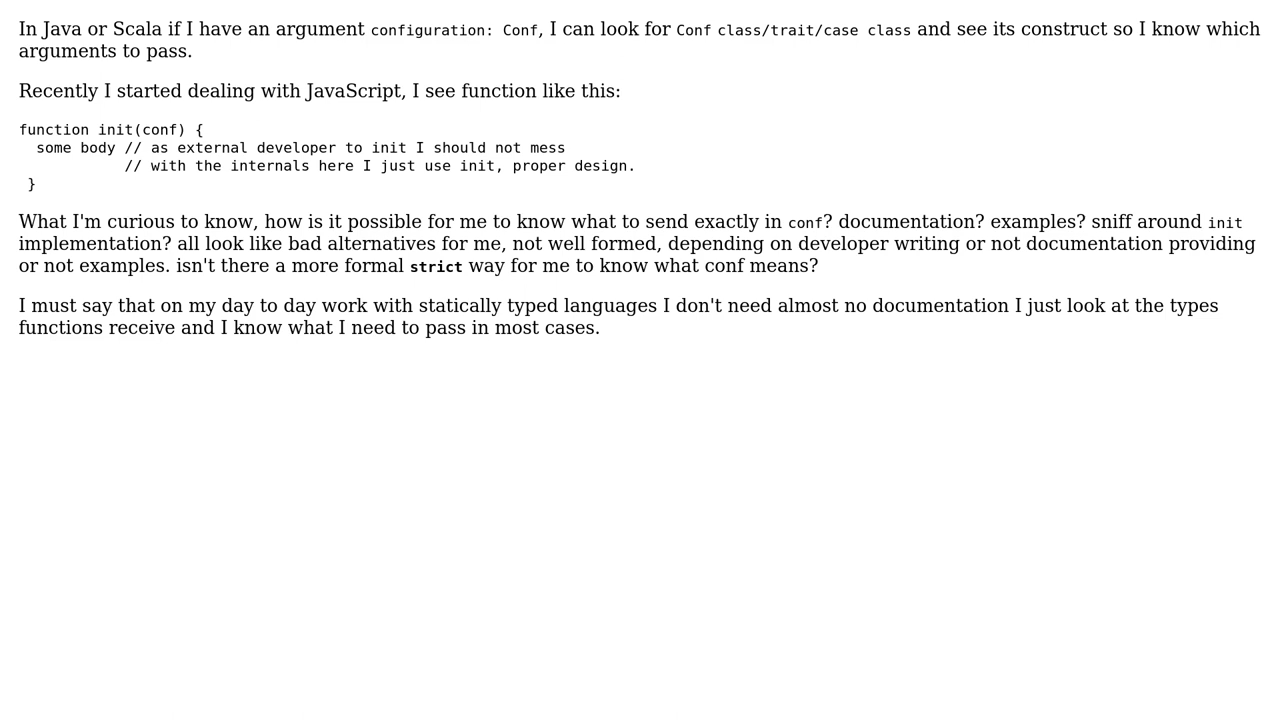 In Java or Scala if I have an argument configuration: Conf, I can look for Conf class/trait/case class and see its construct so I know which
arguments to pass.
Recently I started dealing with JavaScript, I see function like this:
function init(conf) {
  some body // as external developer to init I should not mess
            // with the internals here I just use init, proper design.
 }
What I'm curious to know, how is it possible for me to know what to send exactly in conf? documentation? examples? sniff around init
implementation? all look like bad alternatives for me, not well formed, depending on developer writing or not documentation providing
or not examples. isn't there a more formal strict way for me to know what conf means?
I must say that on my day to day work with statically typed languages I don't need almost no documentation I just look at the types
functions receive and I know what I need to pass in most cases.